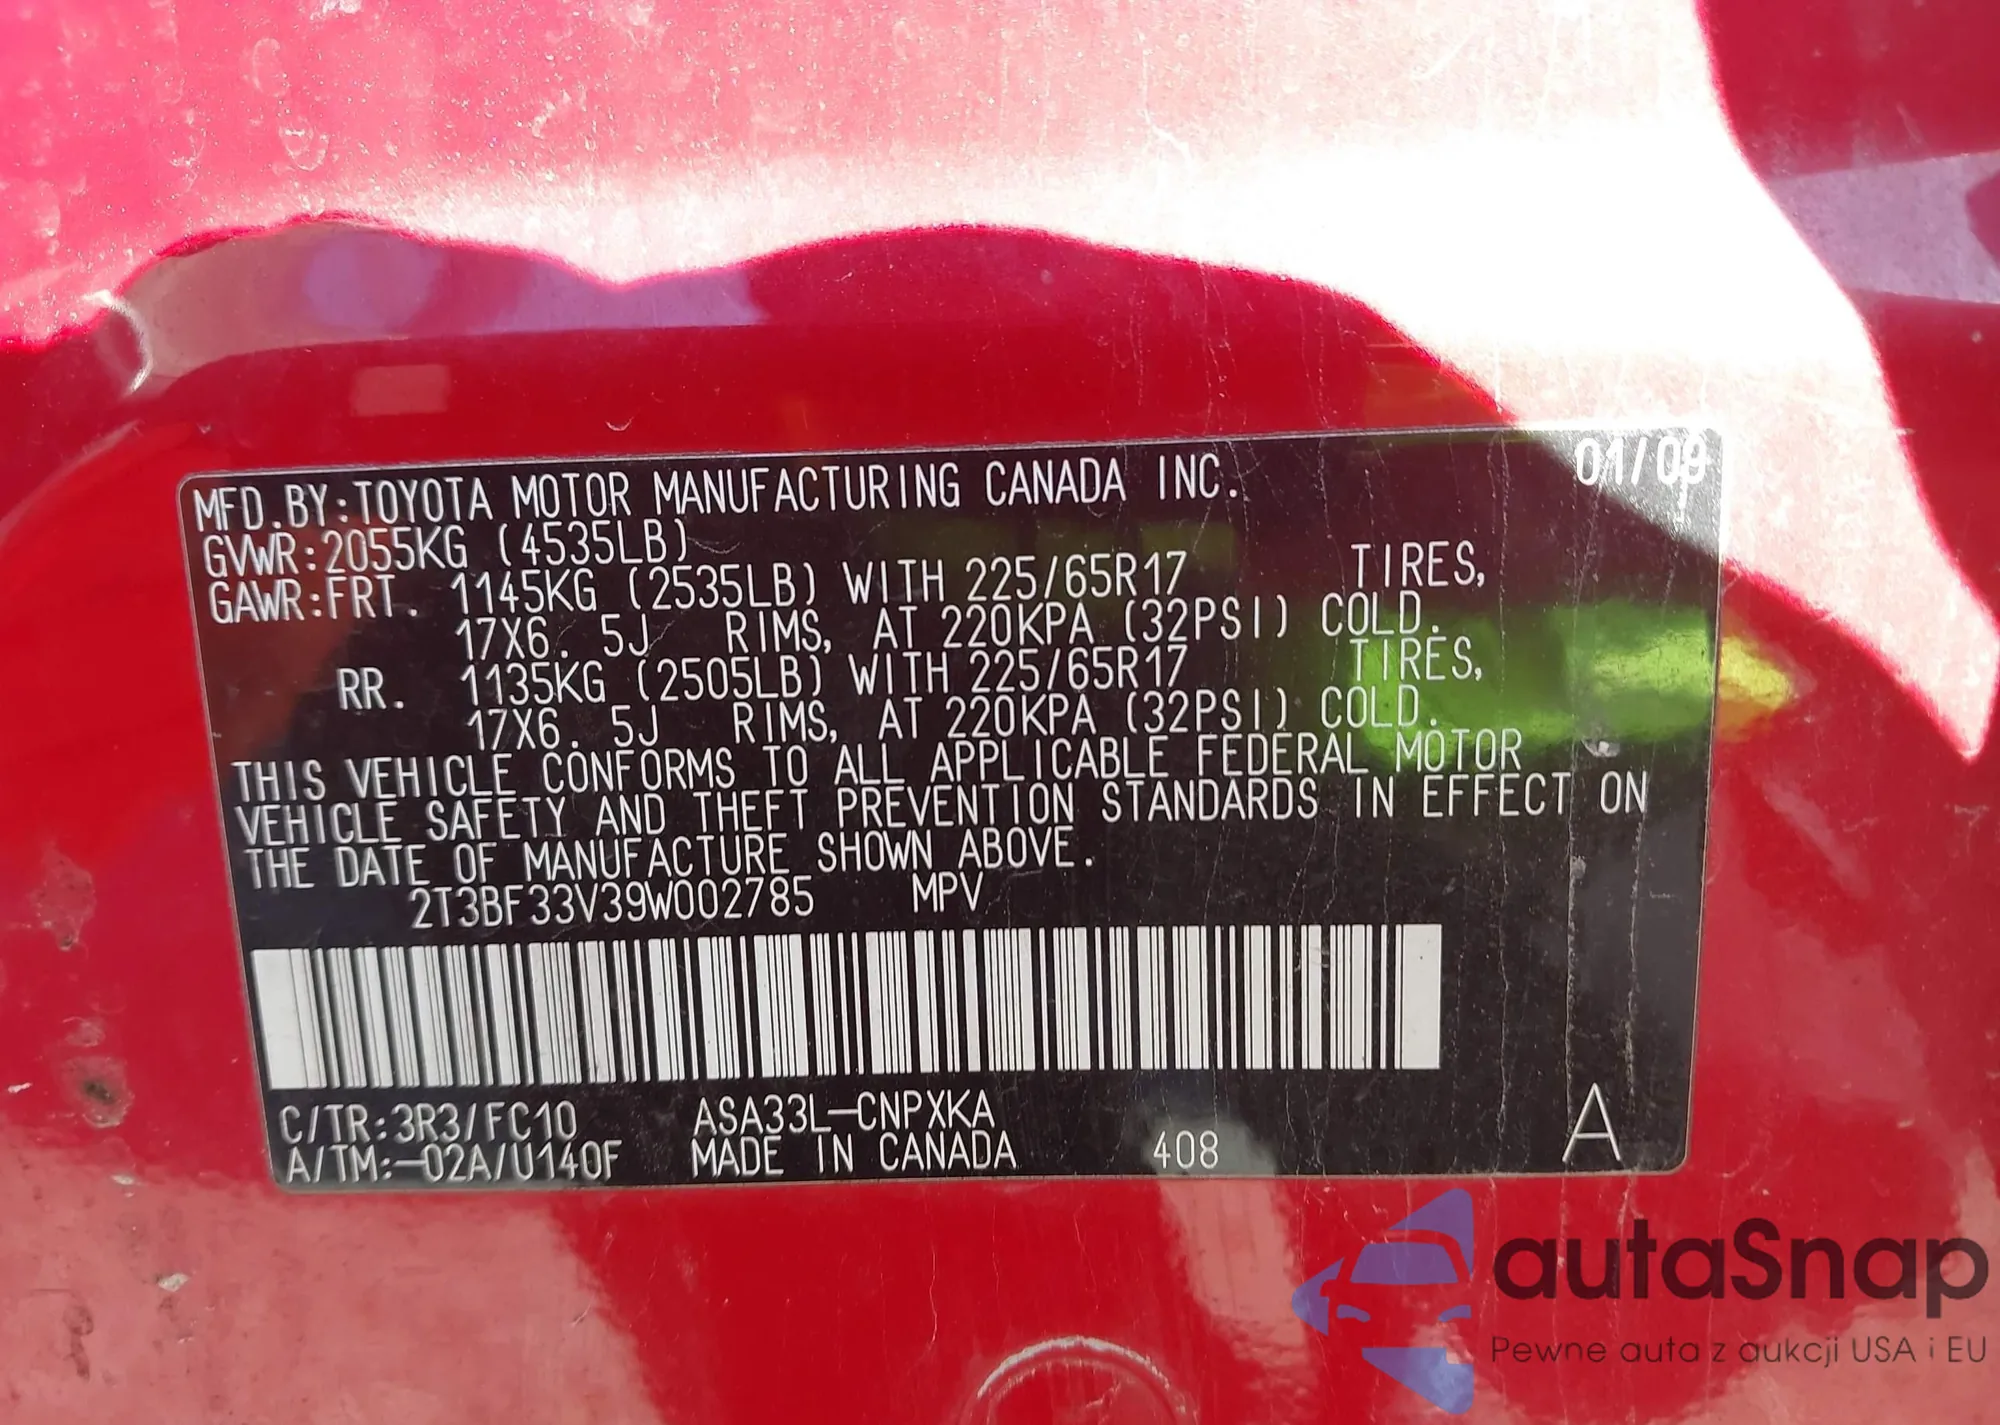 MFD.BY:TOYOTA MOTOR MANUFACTURING CANADA INC. 01/09
GVWR:2055KG (4535LB)
GAWR:FRT. 1145KG (2535LB) WITH 225/65R17 TIRES,
17X6.5J RIMS, AT 220KPA (32PSI) COLD.
RR. 1135KG (2505LB) WITH 225/65R17 TIRES,
17X6.5J RIMS, AT 220KPA (32PSI) COLD.
THIS VEHICLE CONFORMS TO ALL APPLICABLE FEDERAL MOTOR
VEHICLE SAFETY AND THEFT PREVENTION STANDARDS IN EFFECT ON
THE DATE OF MANUFACTURE SHOWN ABOVE.
2T3BF33V39W002785 MPV
C/TR:3R3/FC10 ASA33L-CNPXKA
A/TM:-02A/U140F MADE IN CANADA 408 A
autaSnap
Pewne auta z aukcji USA i EU